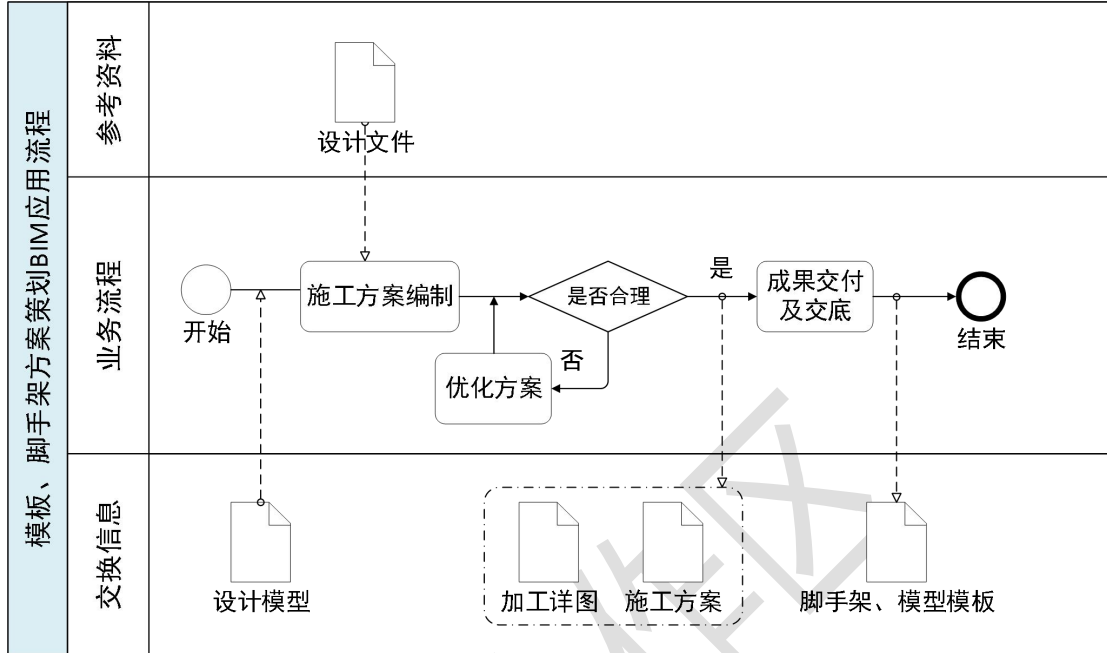 模板、脚手架方案策划BIM应用流程
参考资料
设计文件
业务流程
开始
施工方案编制
是否合理
是
成果交付
及交底
结束
否
优化方案
交换信息
设计模型
加工详图
施工方案
脚手架、模型模板
作区